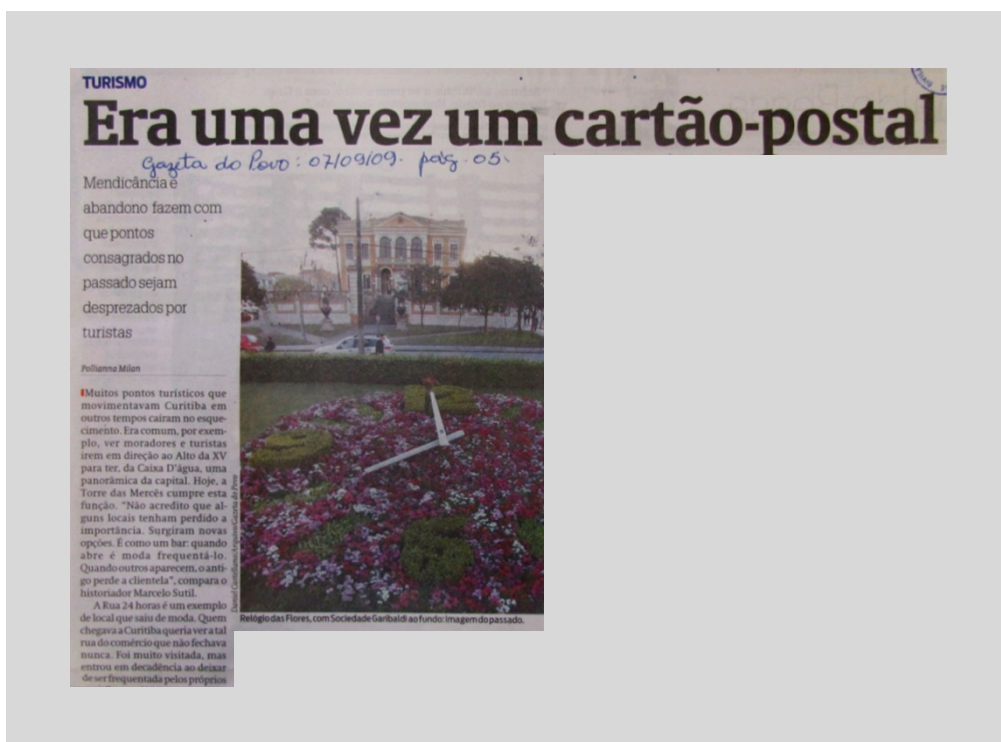 TURISMO
Era uma vez um cartão-postal
Gazeta do Povo: 07/09/09. pág. 05.
Mendicância e
abandono fazem com
que pontos
consagrados no
passado sejam
desprezados por
turistas
Pollianna Milan
Muitos pontos turísticos que
movimentavam Curitiba em
outros tempos caíram no esque-
cimento. Era comum, por exem-
plo, ver moradores e turistas
irem em direção ao Alto da XV
para ter, da Caixa D'água, uma
panorâmica da capital. Hoje, a
Torre das Mercês cumpre esta
função. "Não acredito que al-
guns locais tenham perdido a
importância. Surgiram novas
opções. É como um bar: quando
abre é moda frequentá-lo.
Quando outros aparecem, o anti-
go perde a clientela", compara o
historiador Marcelo Sutil.
A Rua 24 horas é um exemplo
de local que saiu de moda. Quem
chegava a Curitiba queria ver a tal
rua do comércio que não fechava
nunca. Foi muito visitada, mas
entrou em decadência ao deixar
de ser frequentada pelos próprios
Daniel Castellano/Arquivo/Gazeta do Povo
Relógio das Flores, com Sociedade Garibaldi ao fundo: imagem do passado.